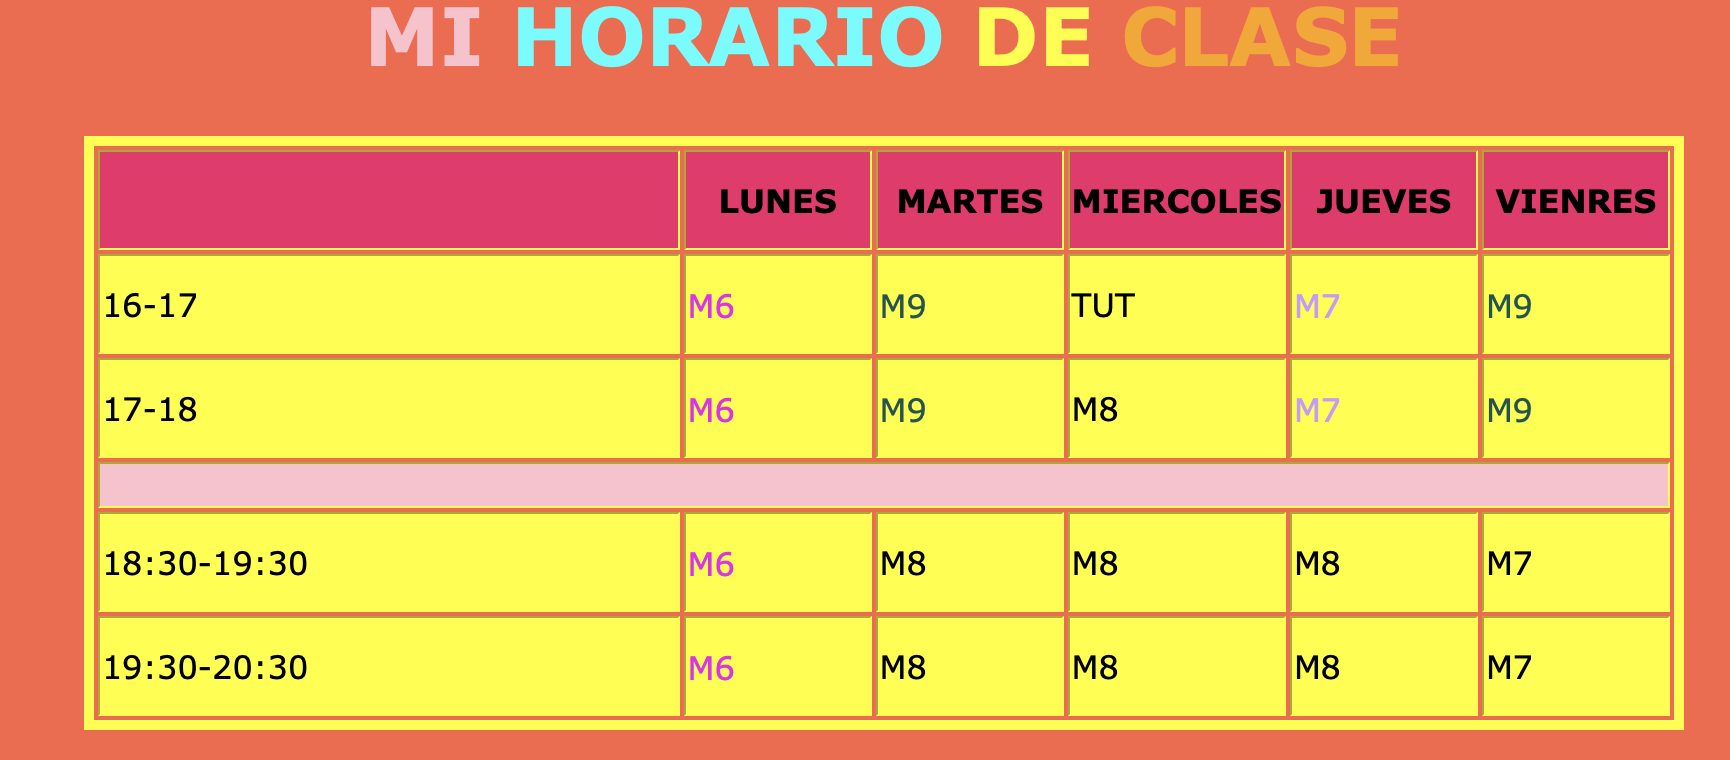 MI HORARIO DE CLASE
LUNES MARTES MIERCOLES JUEVES VIENRES
16-17 M6 M9 TUT M7 M9
17-18 M6 M9 M8 M7 M9
18:30-19:30 M6 M8 M8 M8 M7
19:30-20:30 M6 M8 M8 M8 M7